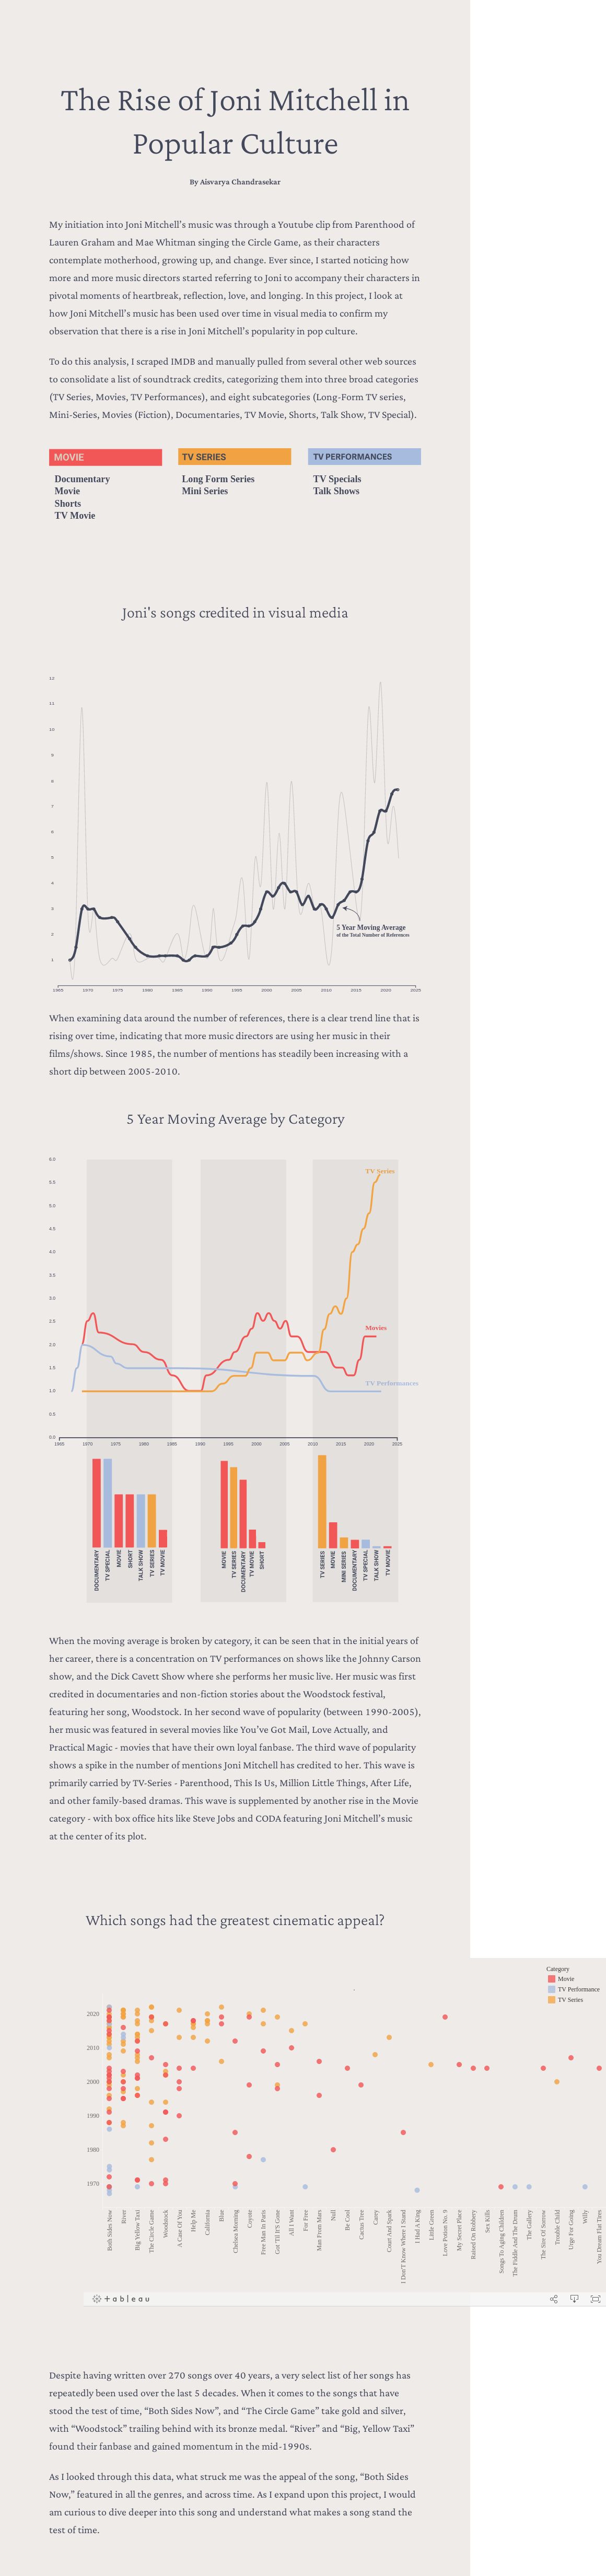 The Rise of Joni Mitchell in
Popular Culture
By Aisvarya Chandrasekar
My initiation into Joni Mitchell's music was through a Youtube clip from Parenthood of
Lauren Graham and Mae Whitman singing the Circle Game, as their characters
contemplate motherhood, growing up, and change. Ever since, I started noticing how
more and more music directors started referring to Joni to accompany their characters in
pivotal moments of heartbreak, reflection, love, and longing. In this project, I look at
how Joni Mitchell's music has been used over time in visual media to confirm my
observation that there is a rise in Joni Mitchell's popularity in pop culture.
To do this analysis, I scraped IMDB and manually pulled from several other web sources
to consolidate a list of soundtrack credits, categorizing them into three broad categories
(TV Series, Movies, TV Performances), and eight subcategories (Long-Form TV series,
Mini-Series, Movies (Fiction), Documentaries, TV Movie, Shorts, Talk Show, TV Special).
MOVIE
Documentary
Movie
Shorts
TV Movie
TV SERIES
Long Form Series
Mini Series
TV PERFORMANCES
TV Specials
Talk Shows
Joni's songs credited in visual media
12
11
10
9
8
7
6
5
4
3
2
1
5 Year Moving Average
of the Total Number of References
1965 1970 1975 1980 1985 1990 1995 2000 2005 2010 2015 2020 2025
When examining data around the number of references, there is a clear trend line that is
rising over time, indicating that more music directors are using her music in their
films/shows. Since 1985, the number of mentions has steadily been increasing with a
short dip between 2005-2010.
5 Year Moving Average by Category
6.0
5.5
5.0
4.5
4.0
3.5
3.0
2.5
2.0
1.5
1.0
0.5
0.0
TV Series
Movies
TV Performances
1965 1970 1975 1980 1985 1990 1995 2000 2005 2010 2015 2020 2025
DOCUMENTARY
TV SPECIAL
MOVIE
SHORT
TALK SHOW
TV SERIES
TV MOVIE
MOVIE
TV SERIES
DOCUMENTARY
TV MOVIE
SHORT
TV SERIES
MOVIE
MINI SERIES
DOCUMENTARY
TV SPECIAL
TALK SHOW
TV MOVIE
When the moving average is broken by category, it can be seen that in the initial years of
her career, there is a concentration on TV performances on shows like the Johnny Carson
show, and the Dick Cavett Show where she performs her music live. Her music was first
credited in documentaries and non-fiction stories about the Woodstock festival,
featuring her song, Woodstock. In her second wave of popularity (between 1990-2005),
her music was featured in several movies like You've Got Mail, Love Actually, and
Practical Magic - movies that have their own loyal fanbase. The third wave of popularity
shows a spike in the number of mentions Joni Mitchell has credited to her. This wave is
primarily carried by TV-Series - Parenthood, This Is Us, Million Little Things, After Life,
and other family-based dramas. This wave is supplemented by another rise in the Movie
category - with box office hits like Steve Jobs and CODA featuring Joni Mitchell's music
at the center of its plot.
Which songs had the greatest cinematic appeal?
Category
Movie
TV Performance
TV Series
2020
2010
2000
1990
1980
1970
Both Sides Now
River
Big Yellow Taxi
The Circle Game
Woodstock
A Case Of You
Help Me
California
Blue
Chelsea Morning
Coyote
Free Man In Paris
Got 'Til It'S Gone
All I Want
For Free
Man From Mars
Null
Be Cool
Cactus Tree
Carey
Court And Spark
I Don'T Know Where I Stand
I Had A King
Little Green
Love Potion No. 9
My Secret Place
Raised On Robbery
Sex Kills
Songs To Aging Children
The Fiddle And The Drum
The Gallery
The Sire Of Sorrow
Trouble Child
Urge For Going
Willy
You Dream Flat Tires
+ableau
Despite having written over 270 songs over 40 years, a very select list of her songs has
repeatedly been used over the last 5 decades. When it comes to the songs that have
stood the test of time, "Both Sides Now", and "The Circle Game" take gold and silver,
with "Woodstock" trailing behind with its bronze medal. "River" and "Big, Yellow Taxi"
found their fanbase and gained momentum in the mid-1990s.
As I looked through this data, what struck me was the appeal of the song, "Both Sides
Now," featured in all the genres, and across time. As I expand upon this project, I would
am curious to dive deeper into this song and understand what makes a song stand the
test of time.